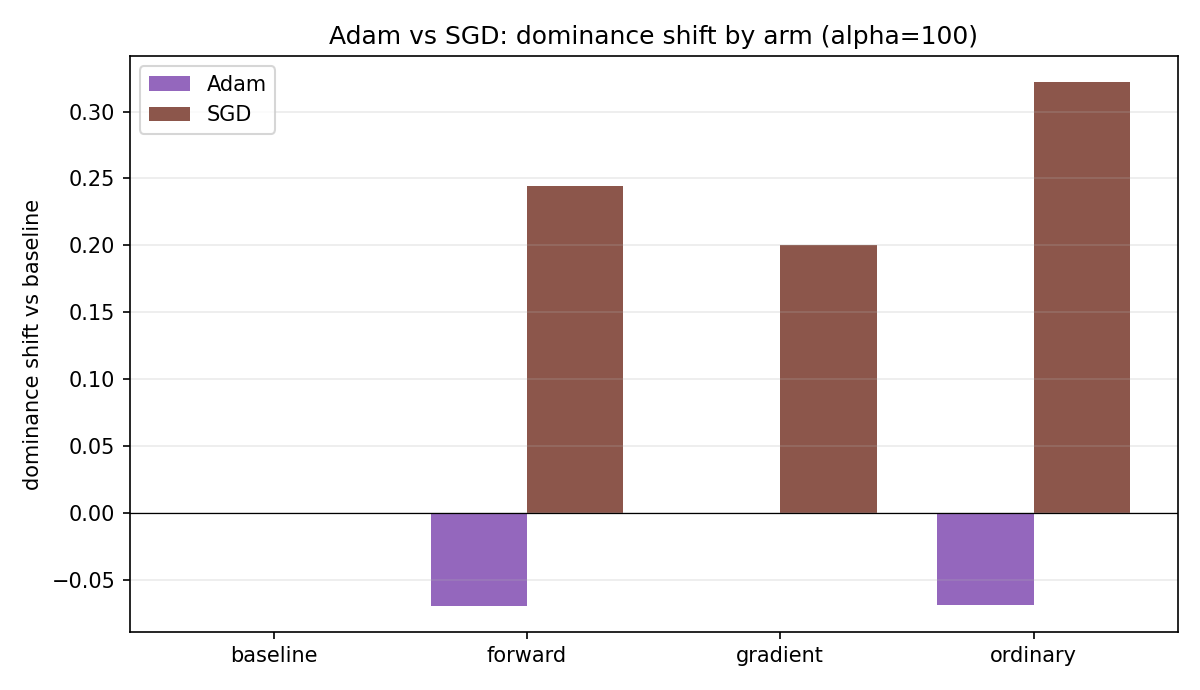 Adam vs SGD: dominance shift by arm (alpha=100)
Adam
SGD
dominance shift vs baseline
0.30
0.25
0.20
0.15
0.10
0.05
0.00
−0.05
baseline forward gradient ordinary